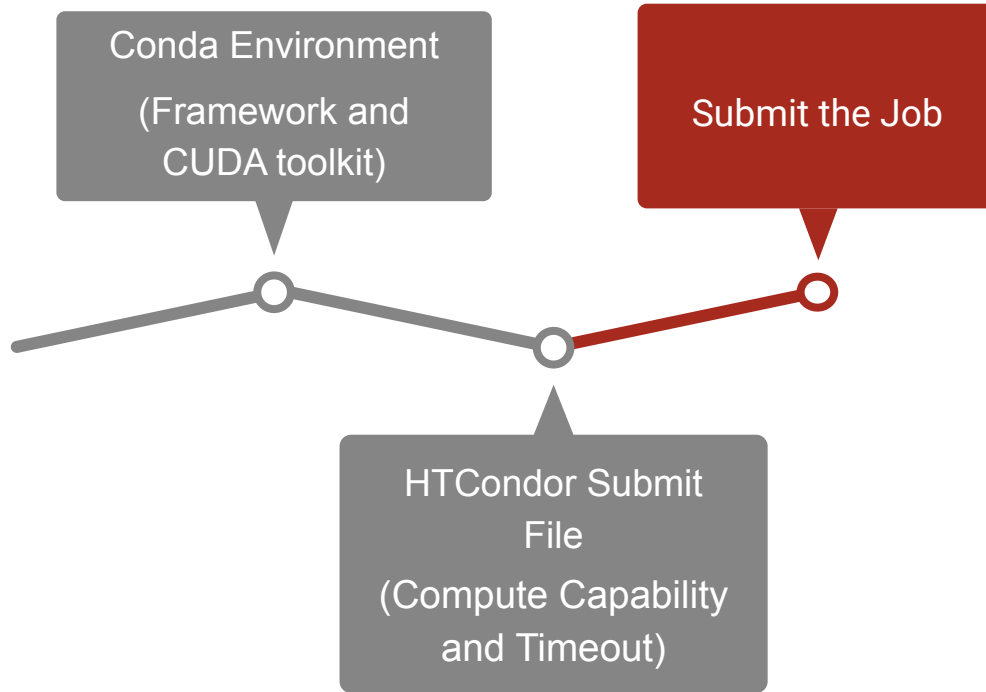 Conda Environment
(Framework and
CUDA toolkit)
Submit the Job
HTCondor Submit
File
(Compute Capability
and Timeout)